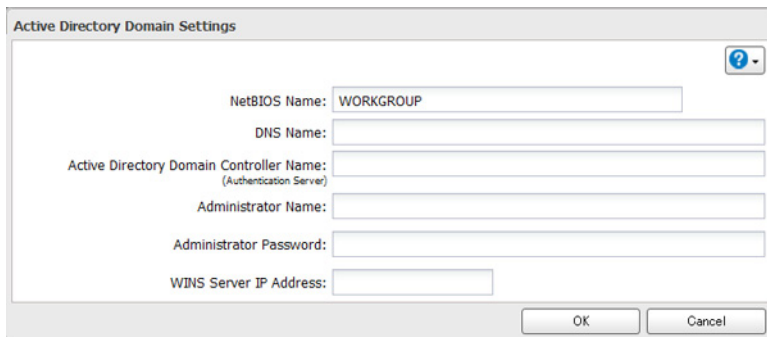 Active Directory Domain Settings
?
NetBIOS Name: WORKGROUP
DNS Name:
Active Directory Domain Controller Name:
(Authentication Server)
Administrator Name:
Administrator Password:
WINS Server IP Address:
OK Cancel